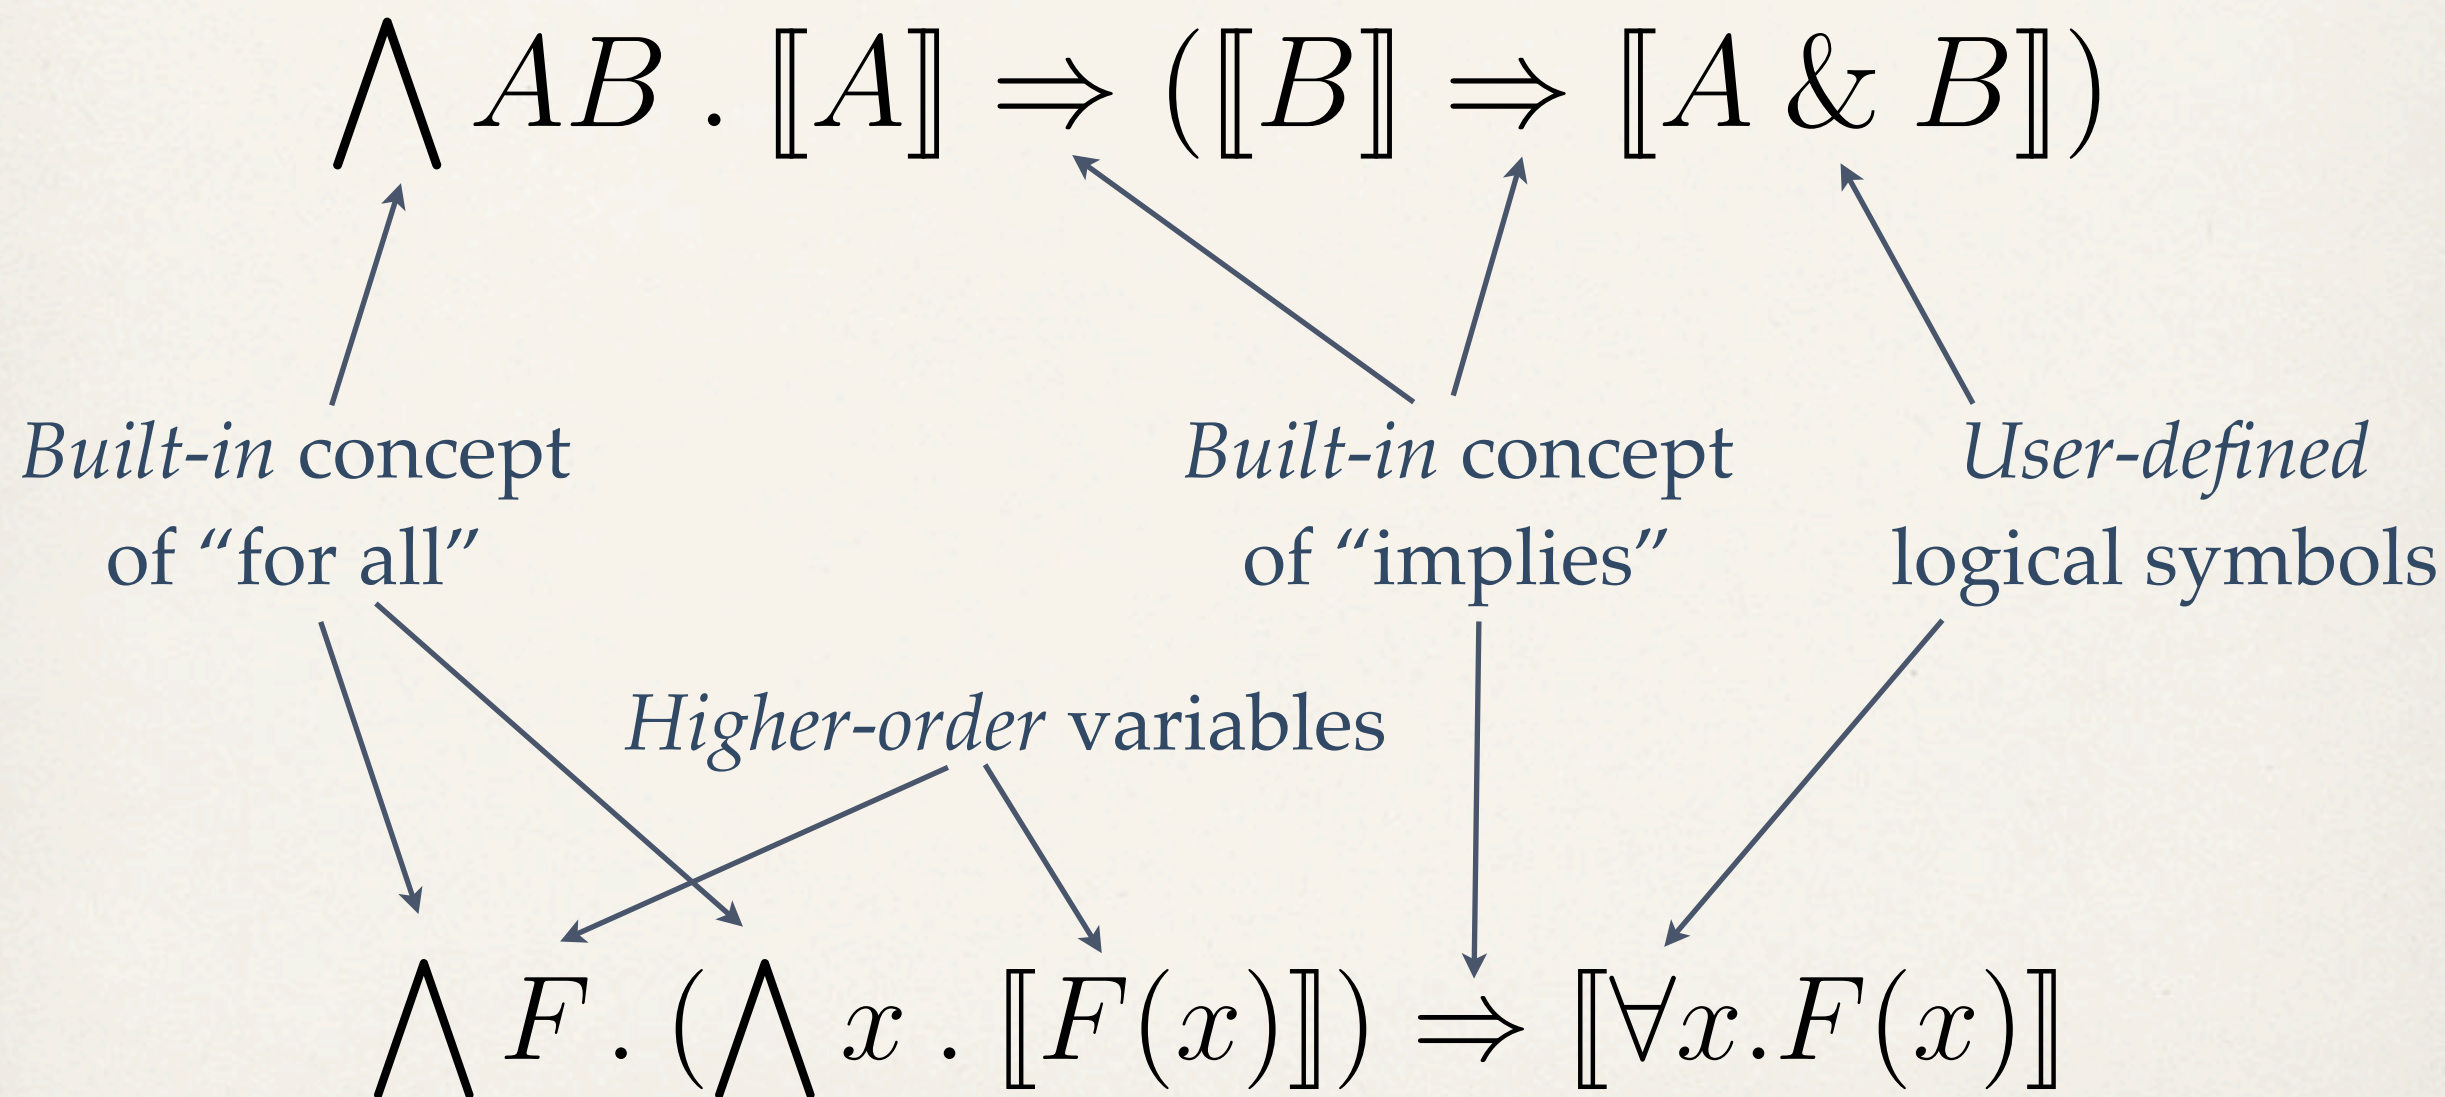 ⋀ AB . ⟦A⟧ ⇒ (⟦B⟧ ⇒ ⟦A & B⟧)
Built-in concept
of “for all”
Built-in concept
of “implies”
User-defined
logical symbols
Higher-order variables
⋀ F . (⋀ x . ⟦F(x)⟧) ⇒ ⟦∀x.F(x)⟧